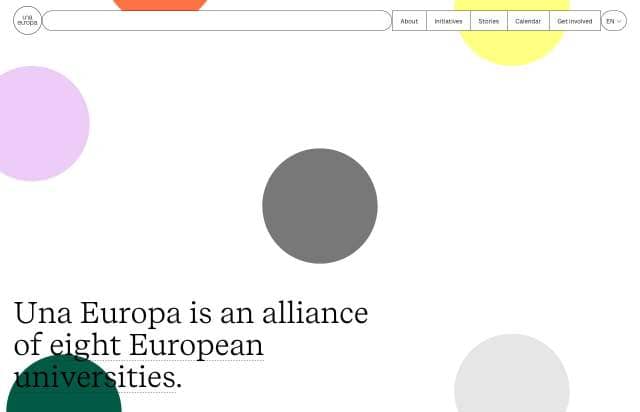 una
europa
About
Initiatives
Stories
Calendar
Get involved
EN
Una Europa is an alliance
of eight European
universities.